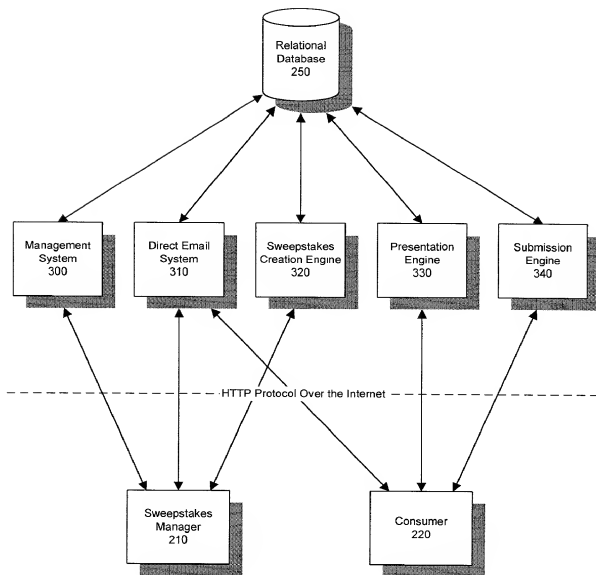 Relational
Database
250
Management
System
300
Direct Email
System
310
Sweepstakes
Creation Engine
320
Presentation
Engine
330
Submission
Engine
340
HTTP Protocol Over the Internet
Sweepstakes
Manager
210
Consumer
220